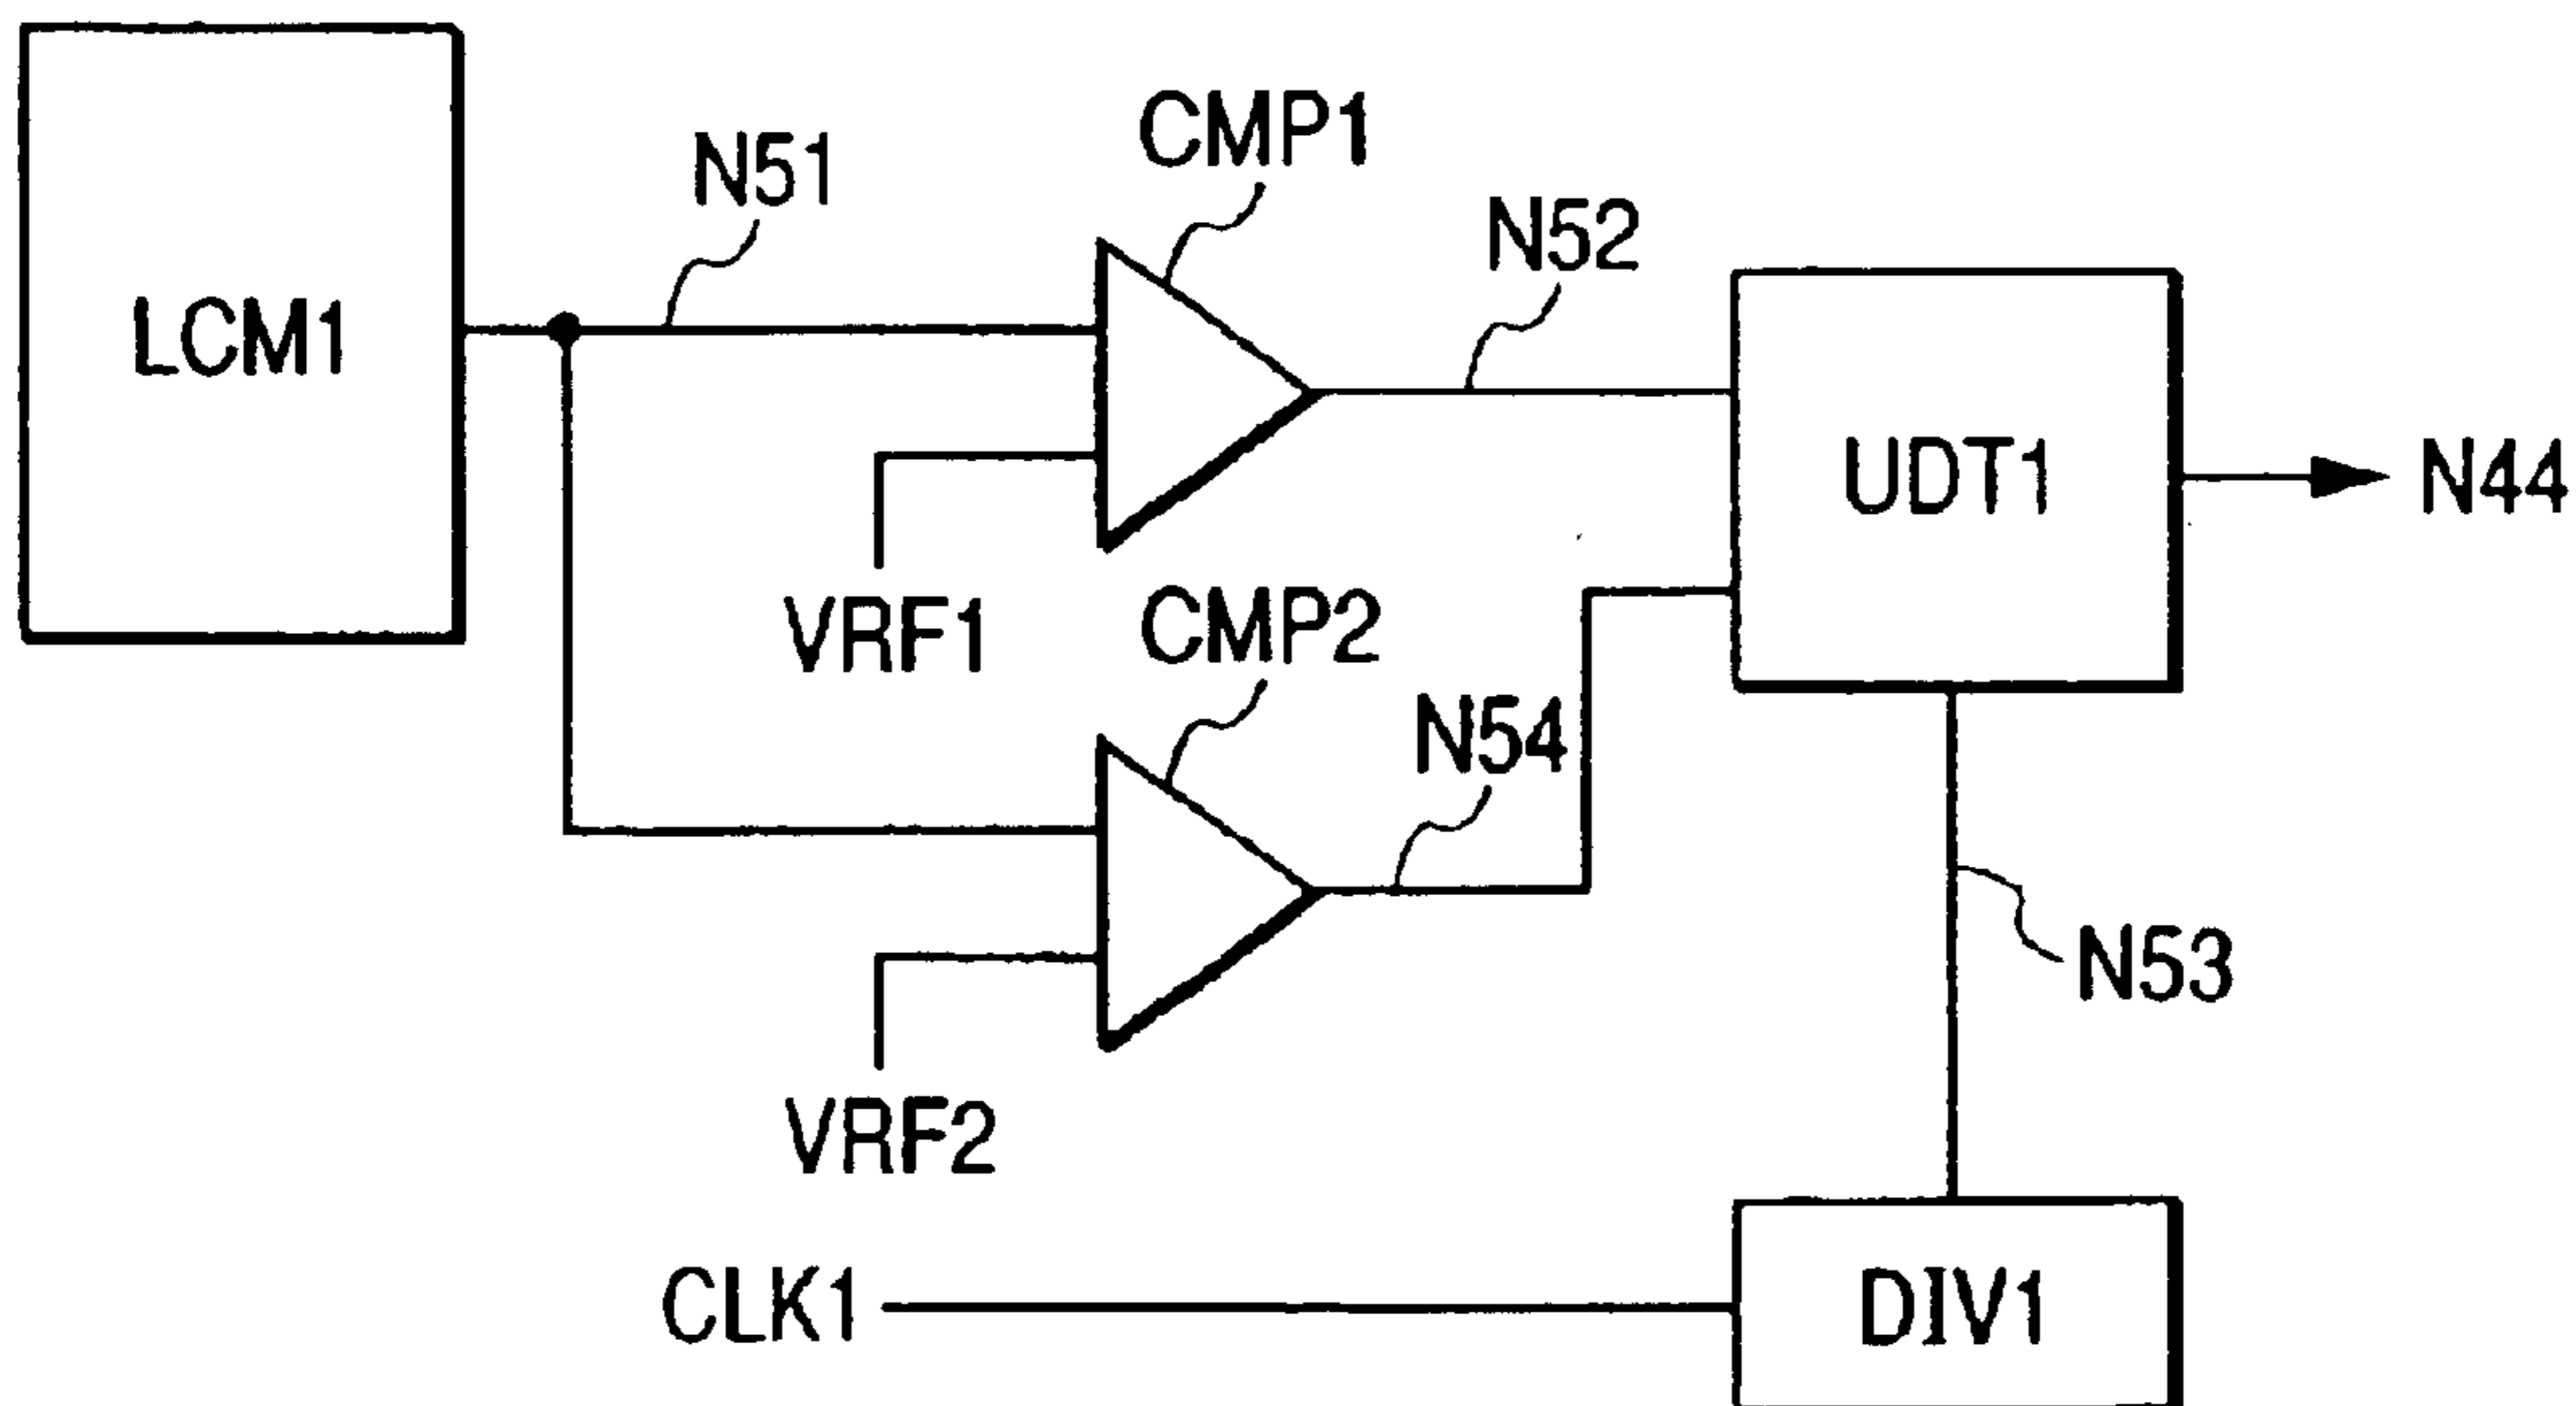 CMP1
N51
N52
LCM1
UDT1
N44
VRF1
CMP2
N54
N53
VRF2
CLK1
DIV1